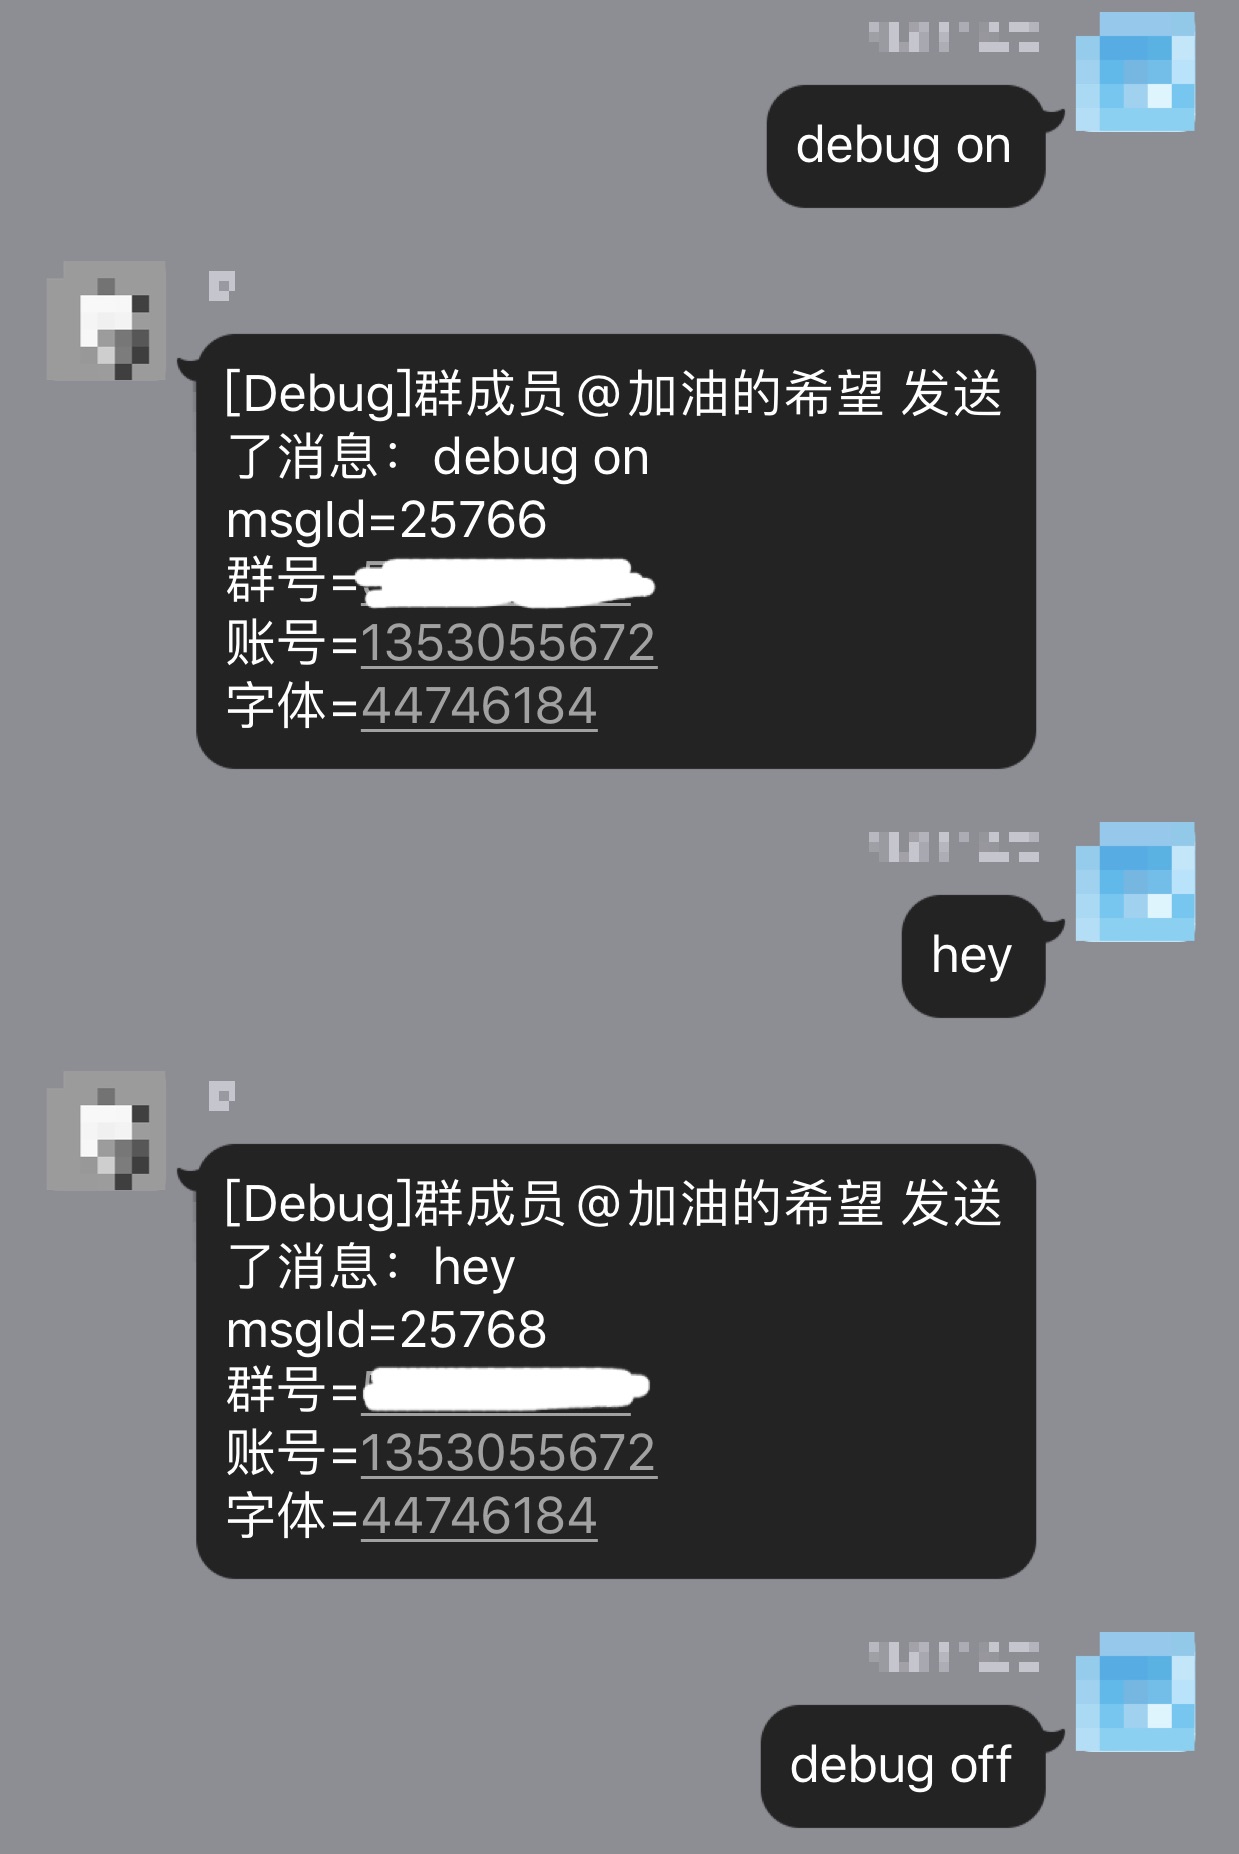 debug on
[Debug]群成员@加油的希望 发送
了消息： debug on
msgId=25766
群号=
账号=1353055672
字体=44746184
hey
[Debug]群成员@加油的希望 发送
了消息： hey
msgId=25768
群号=
账号=1353055672
字体=44746184
debug off